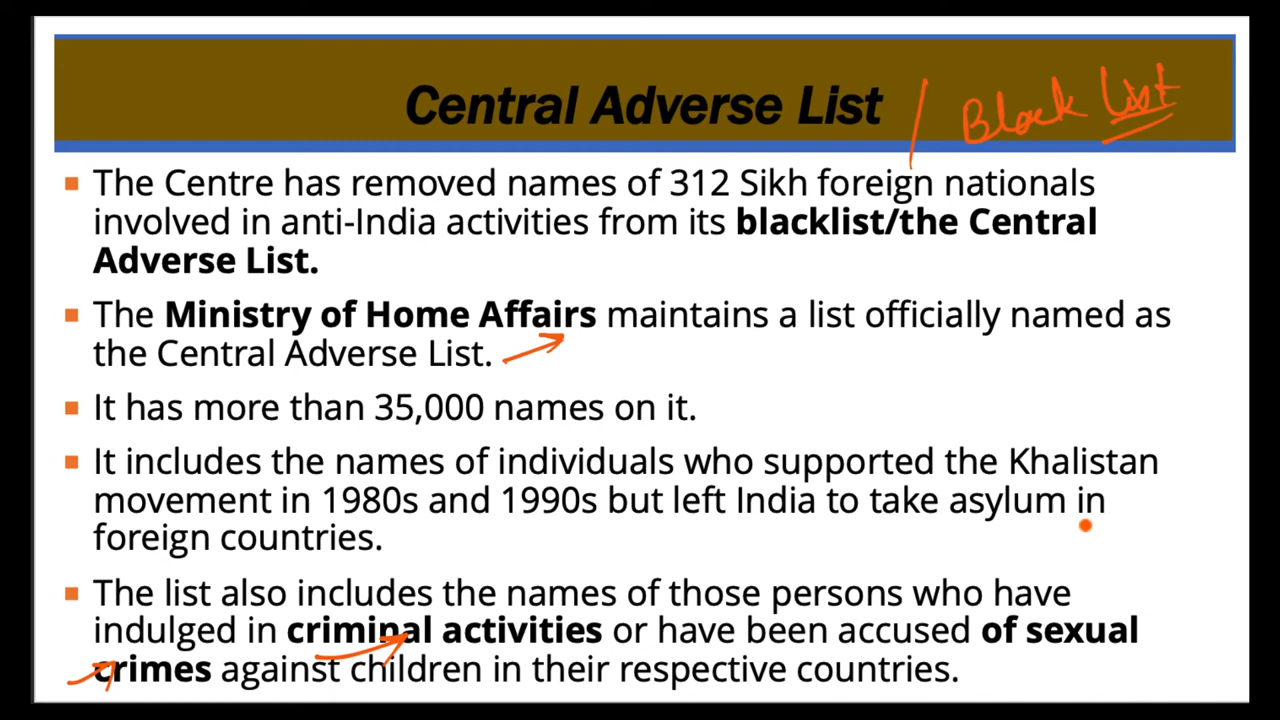 Central Adverse List / Black List
■ The Centre has removed names of 312 Sikh foreign nationals
involved in anti-India activities from its blacklist/the Central
Adverse List.
■ The Ministry of Home Affairs maintains a list officially named as
the Central Adverse List.
■ It has more than 35,000 names on it.
■ It includes the names of individuals who supported the Khalistan
movement in 1980s and 1990s but left India to take asylum in
foreign countries.
■ The list also includes the names of those persons who have
indulged in criminal activities or have been accused of sexual
crimes against children in their respective countries.